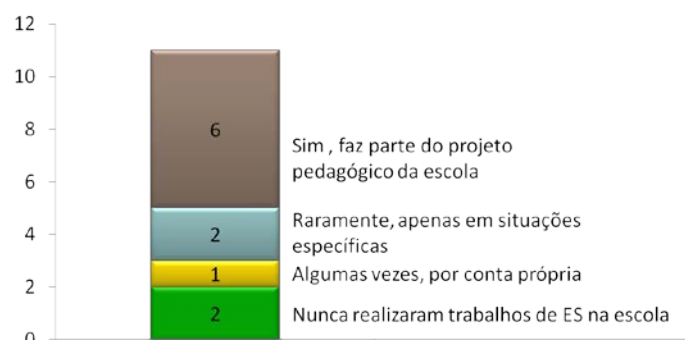 12
10
8
6
4
2
0
6
2
1
2
Sim , faz parte do projeto
pedagógico da escola
Raramente, apenas em situações
específicas
Algumas vezes, por conta própria
Nunca realizaram trabalhos de ES na escola